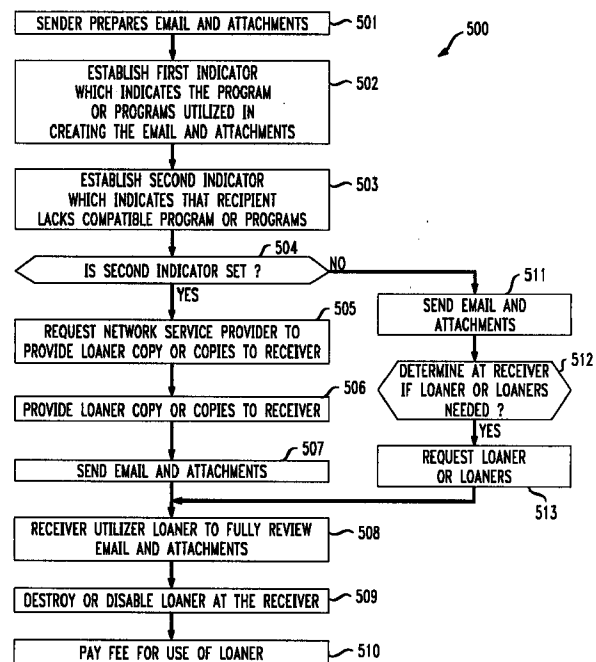 SENDER PREPARES EMAIL AND ATTACHMENTS
501
500
ESTABLISH FIRST INDICATOR
WHICH INDICATES THE PROGRAM
OR PROGRAMS UTILIZED IN
CREATING THE EMAIL AND ATTACHMENTS
502
ESTABLISH SECOND INDICATOR
WHICH INDICATES THAT RECIPIENT
LACKS COMPATIBLE PROGRAM OR PROGRAMS
503
504
IS SECOND INDICATOR SET ?
NO
YES
505
REQUEST NETWORK SERVICE PROVIDER TO
PROVIDE LOANER COPY OR COPIES TO RECEIVER
506
PROVIDE LOANER COPY OR COPIES TO RECEIVER
507
SEND EMAIL AND ATTACHMENTS
511
SEND EMAIL AND
ATTACHMENTS
512
DETERMINE AT RECEIVER
IF LOANER OR LOANERS
NEEDED ?
YES
REQUEST LOANER
OR LOANERS
513
RECEIVER UTILIZER LOANER TO FULLY REVIEW
EMAIL AND ATTACHMENTS
508
DESTROY OR DISABLE LOANER AT THE RECEIVER
509
PAY FEE FOR USE OF LOANER
510